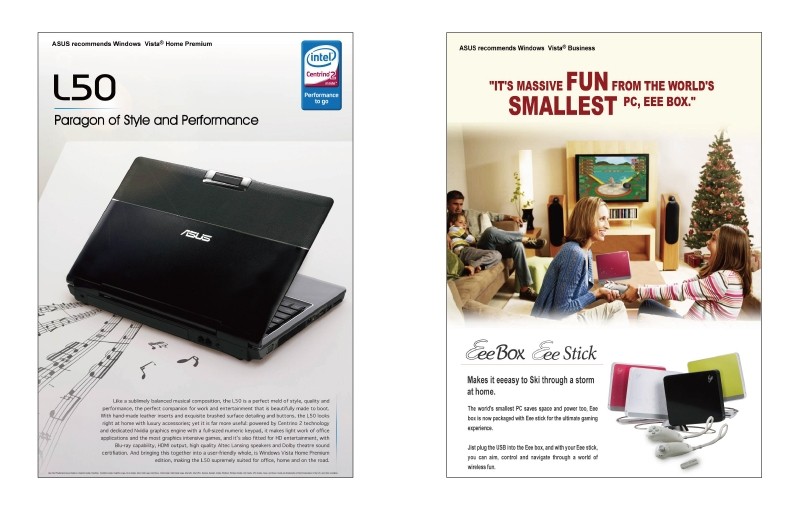 ASUS recommends Windows Vista® Home Premium
intel
Centrino 2
inside™
Performance
to go
L50
Paragon of Style and Performance
ASUS
Like a sublimely balanced musical composition, the L50 is a perfect meld of style, quality and
performance, the perfect companion for work and entertainment that is beautifully made to boot.
With hand-made leather inserts and exquisite brushed surface detailing and buttons, the L50 looks
right at home with luxury accessories; yet it is far more useful: powered by Centrino 2 technology
and dedicated Nvidia graphics engine with a full-sized numeric keypad, it makes light work of office
applications and the most graphics intensive games, and it's also fitted for HD entertainment, with
Blu-ray capability, HDMI output, high quality Altec Lansing speakers and Dolby theatre sound
certifiation. And bringing this together into a user-friendly whole, is Windows Vista Home Premium
edition, making the L50 supremely suited for office, home and on the road.
ASUS recommends Windows Vista® Business
"IT'S MASSIVE FUN FROM THE WORLD'S
SMALLEST PC, EEE BOX."
Eee Box Eee Stick
Makes it eeeasy to Ski through a storm
at home.
The world's smallest PC saves space and power too, Eee
box is now packaged with Eee stick for the ultimate gaming
experience.
Jist plug the USB into the Eee box, and with your Eee stick,
you can aim, control and navigate through a world of
wireless fun.